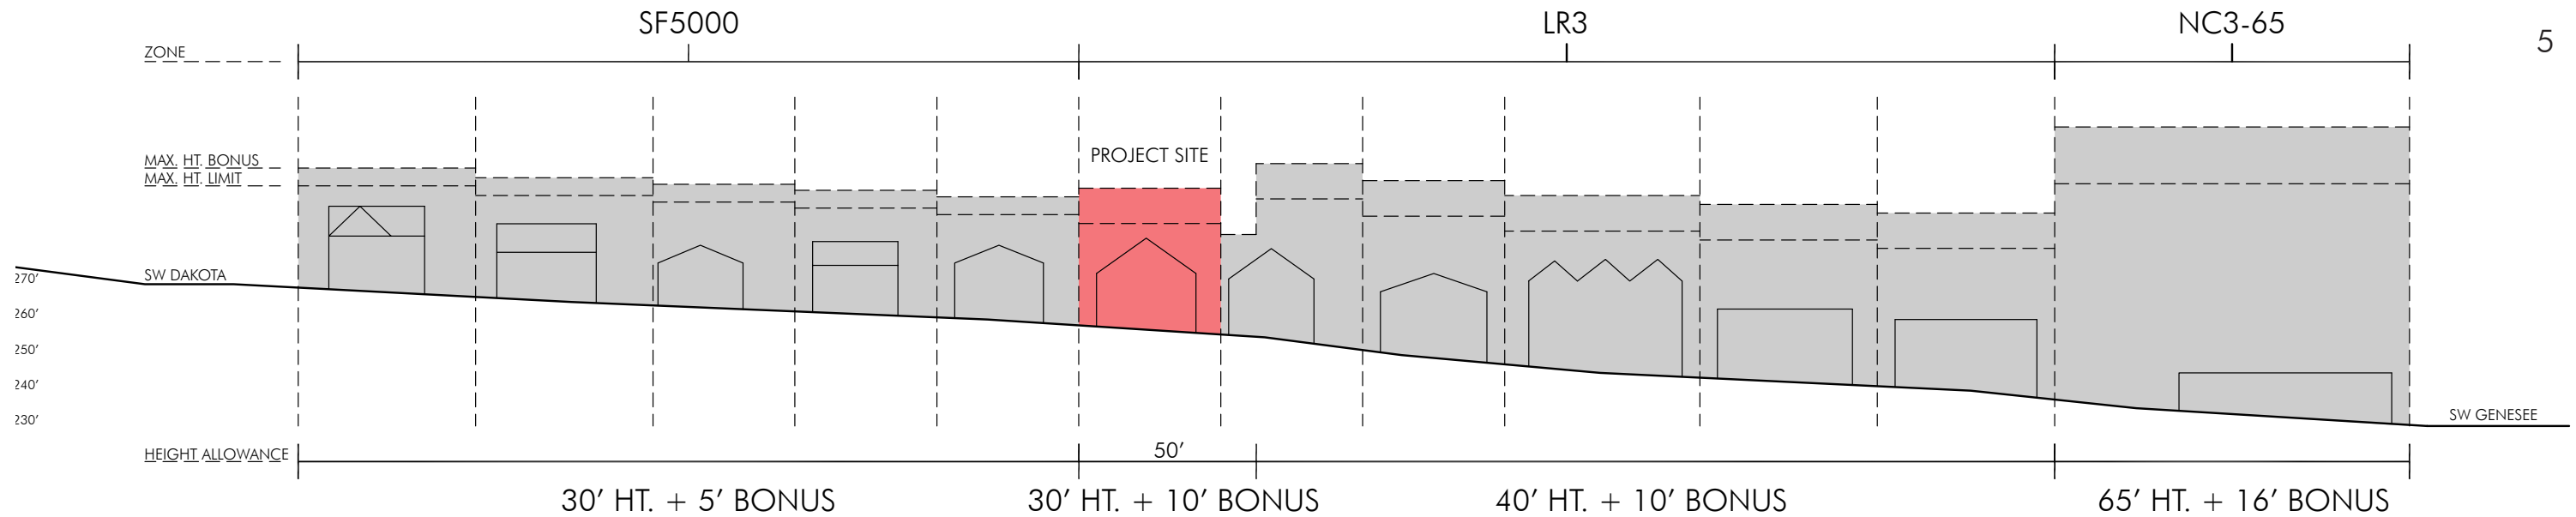 SF5000 LR3 NC3-65
5
ZONE
MAX. HT. BONUS
MAX. HT. LIMIT
PROJECT SITE
SW DAKOTA
270’
260’
250’
240’
230’
SW GENESEE
HEIGHT ALLOWANCE
50’
30’ HT. + 5’ BONUS 30’ HT. + 10’ BONUS 40’ HT. + 10’ BONUS 65’ HT. + 16’ BONUS